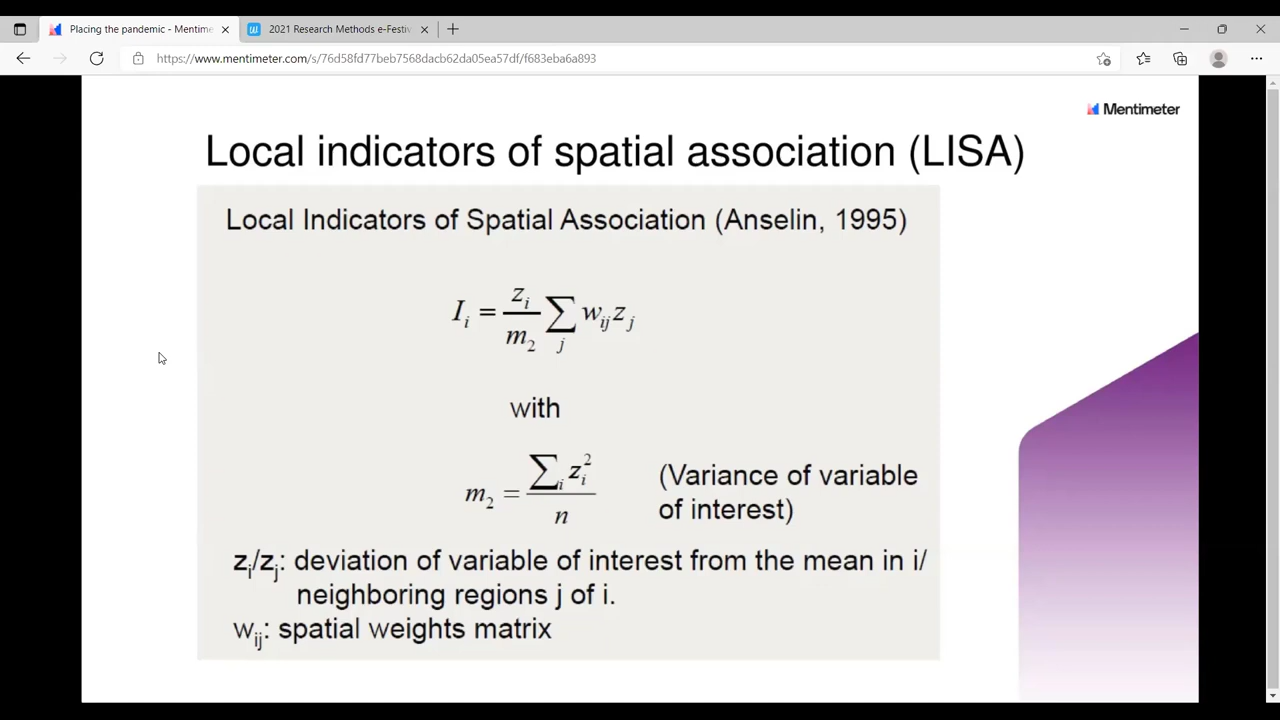 Placing the pandemic - Mentime
2021 Research Methods e-Festiv
https://www.mentimeter.com/s/76d58fd77beb7568dacb62da05ea57df/f683eba6a893
Mentimeter
Local indicators of spatial association (LISA)
Local Indicators of Spatial Association (Anselin, 1995)
I_i = z_i/m_2 ∑_j w_ij z_j
with
m_2 = ∑_i z_i^2 / n
(Variance of variable
of interest)
z_i/z_j: deviation of variable of interest from the mean in i/
neighboring regions j of i.
w_ij: spatial weights matrix